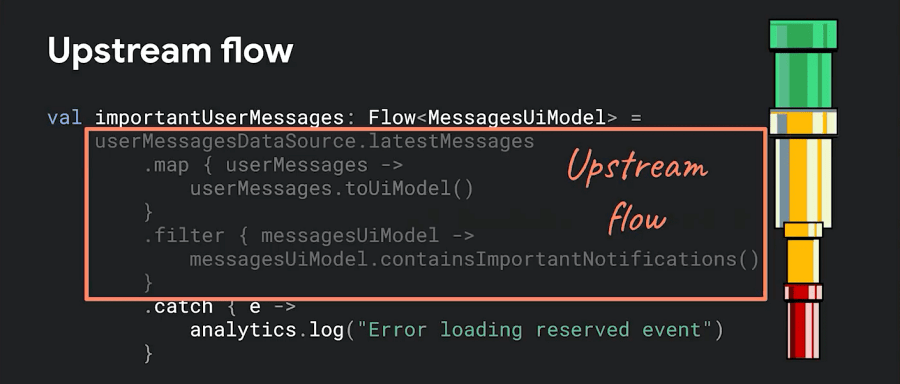 Upstream flow
val importantUserMessages: Flow<MessagesUiModel> =
userMessagesDataSource.latestMessages
.map { userMessages ->
userMessages.toUiModel()
}
.filter { messagesUiModel ->
messagesUiModel.containsImportantNotifications()
}
.catch { e ->
analytics.log("Error loading reserved event")
}
Upstream
flow